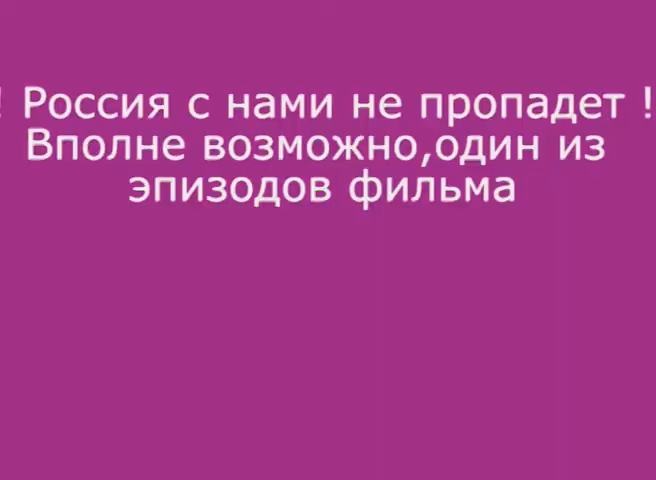 ! Россия с нами не пропадет !
Вполне возможно,один из
эпизодов фильма